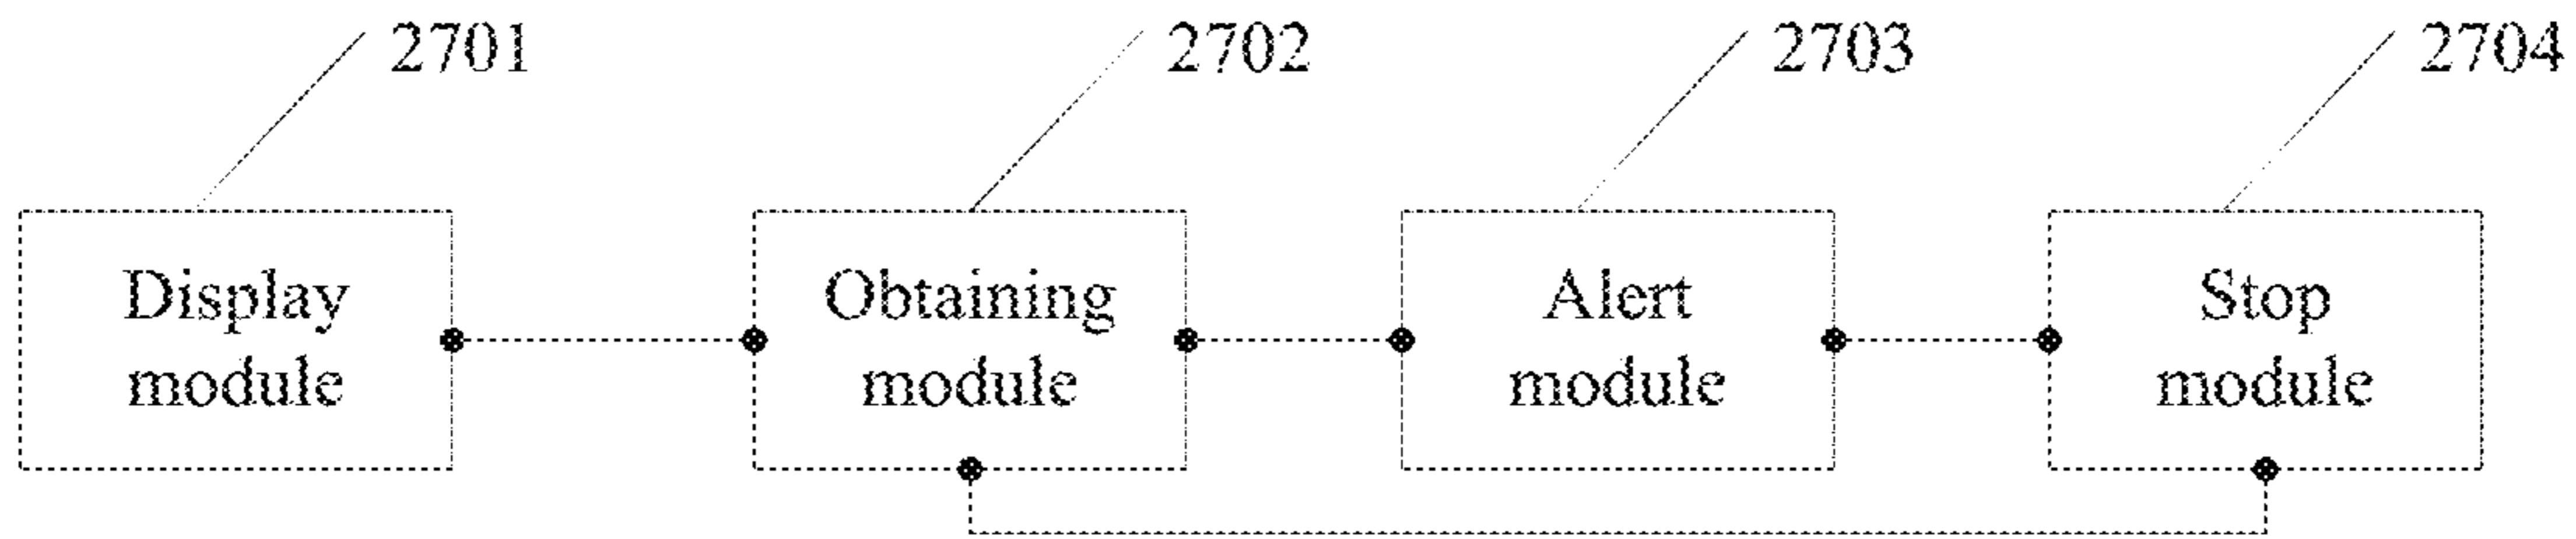 2701
2702
2703
2704
Display
module
Obtaining
module
Alert
module
Stop
module